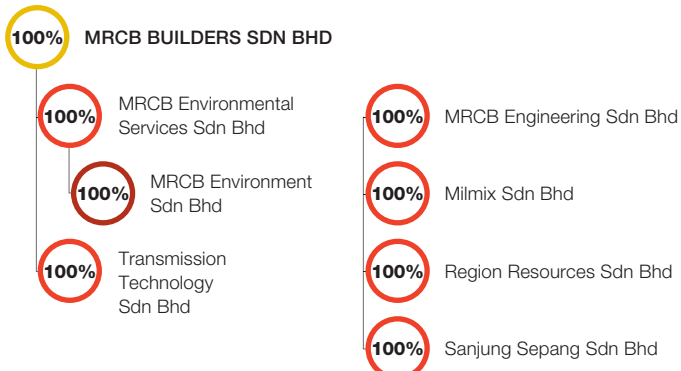 100% MRCB BUILDERS SDN BHD
100% MRCB Environmental
Services Sdn Bhd
100% MRCB Environment
Sdn Bhd
100% Transmission
Technology
Sdn Bhd
100% MRCB Engineering Sdn Bhd
100% Milmix Sdn Bhd
100% Region Resources Sdn Bhd
100% Sanjung Sepang Sdn Bhd